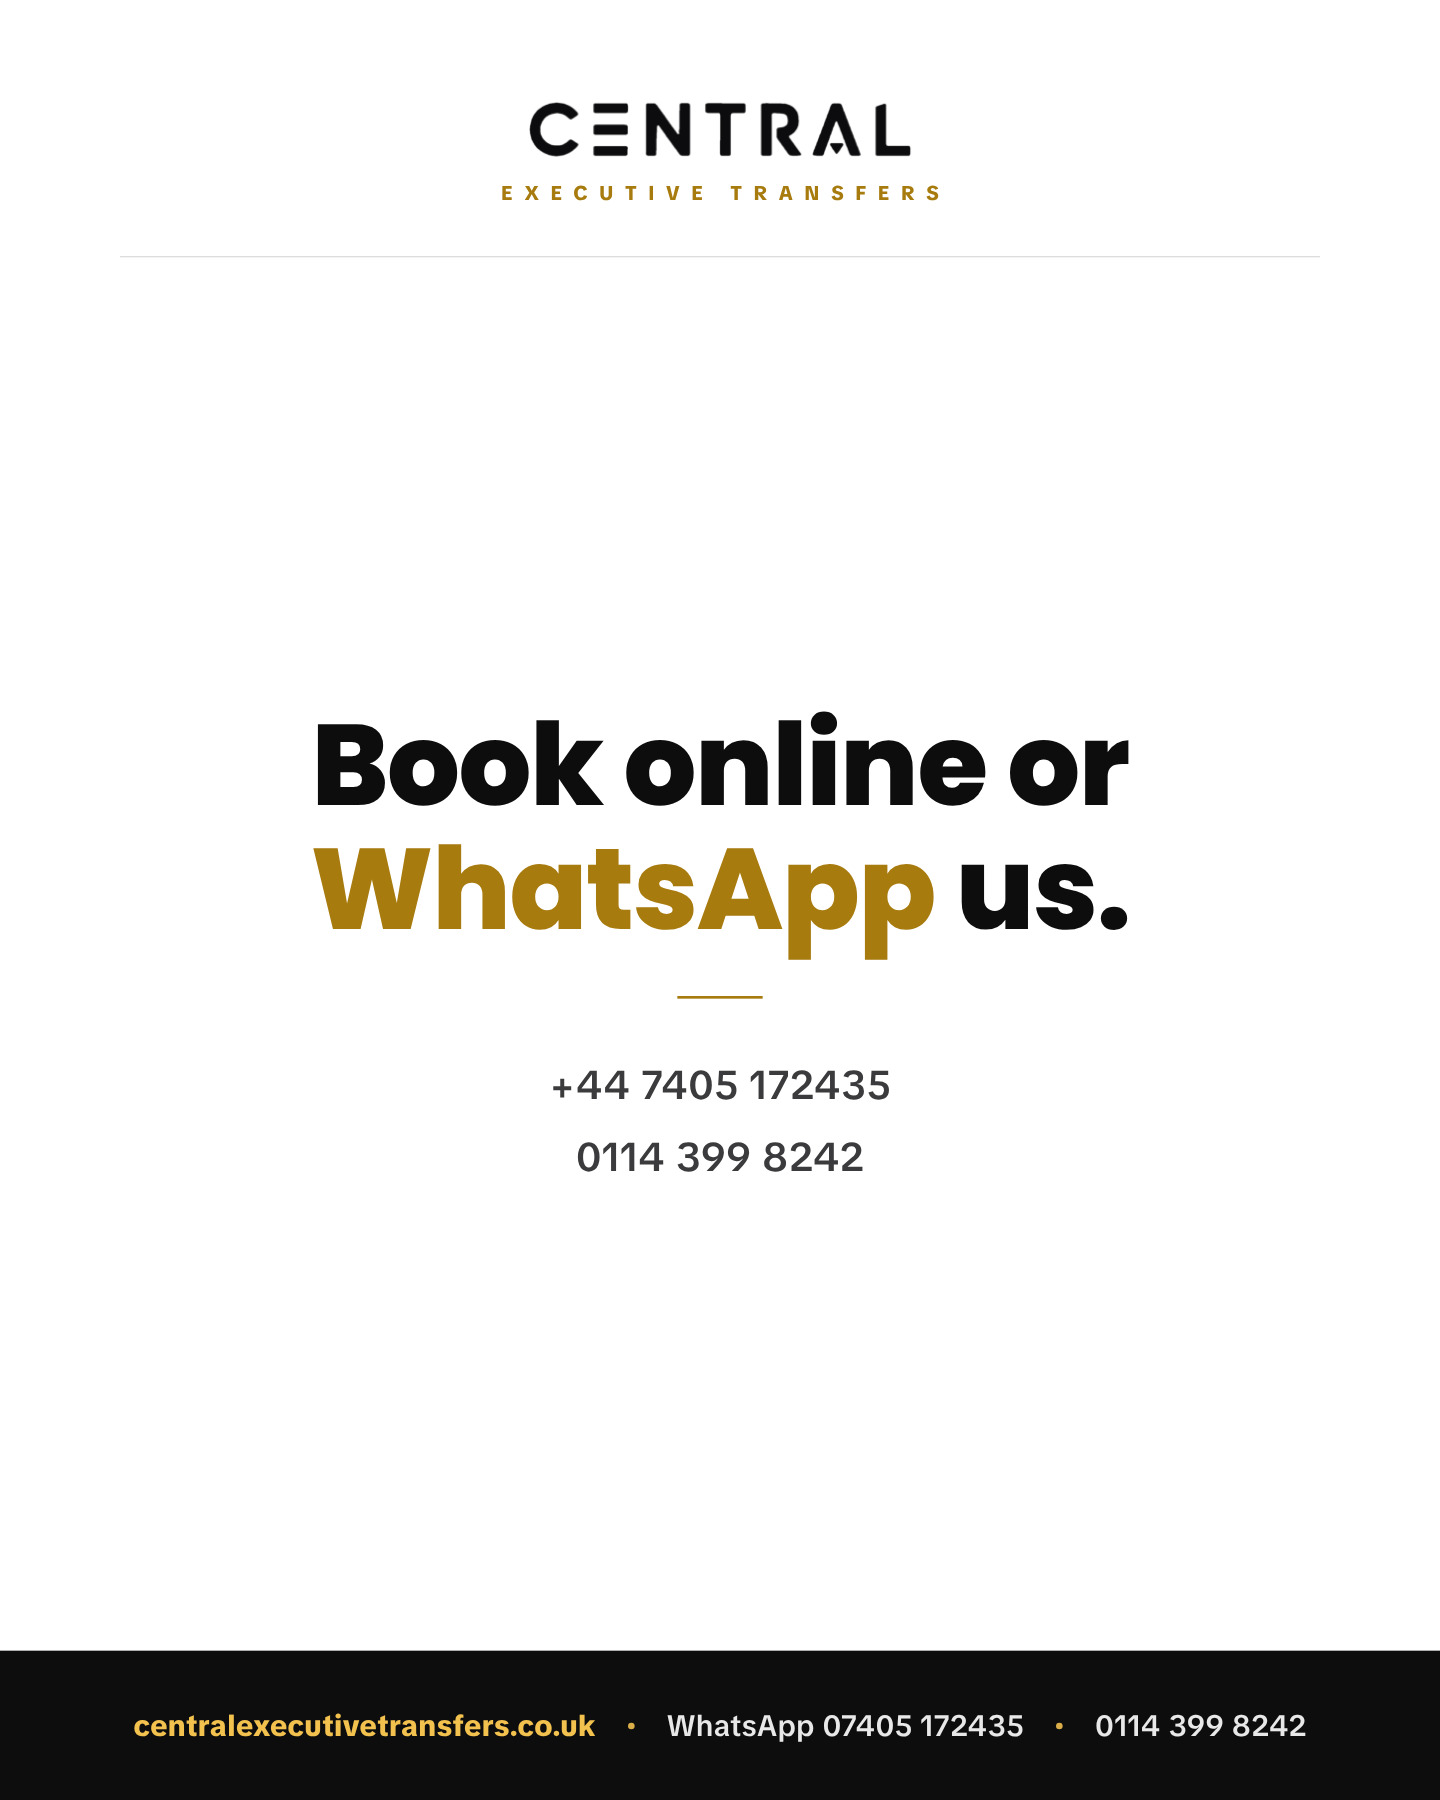 CENTRAL
EXECUTIVE TRANSFERS
Book online or
WhatsApp us.
+44 7405 172435
0114 399 8242
centralexecutivetransfers.co.uk • WhatsApp 07405 172435 • 0114 399 8242